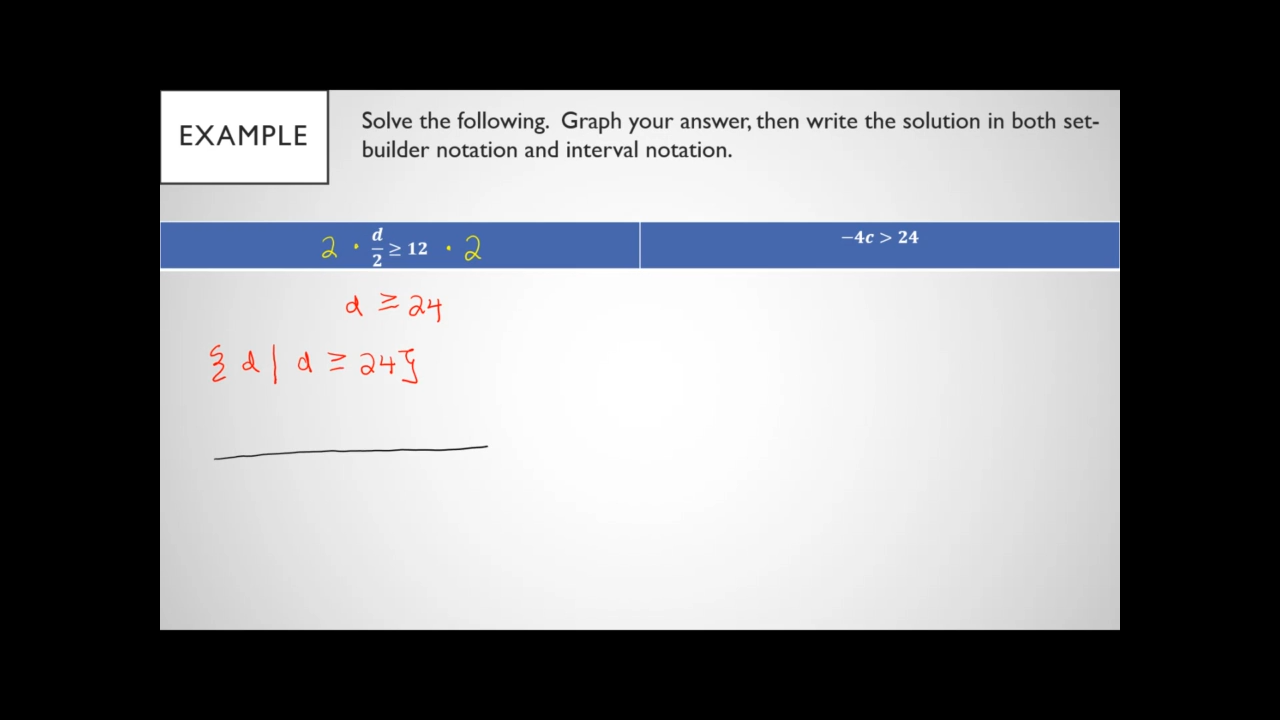 EXAMPLE
Solve the following. Graph your answer, then write the solution in both set-
builder notation and interval notation.
2 · d/2 ≥ 12 · 2
−4c > 24
d ≥ 24
{ d | d ≥ 24 }